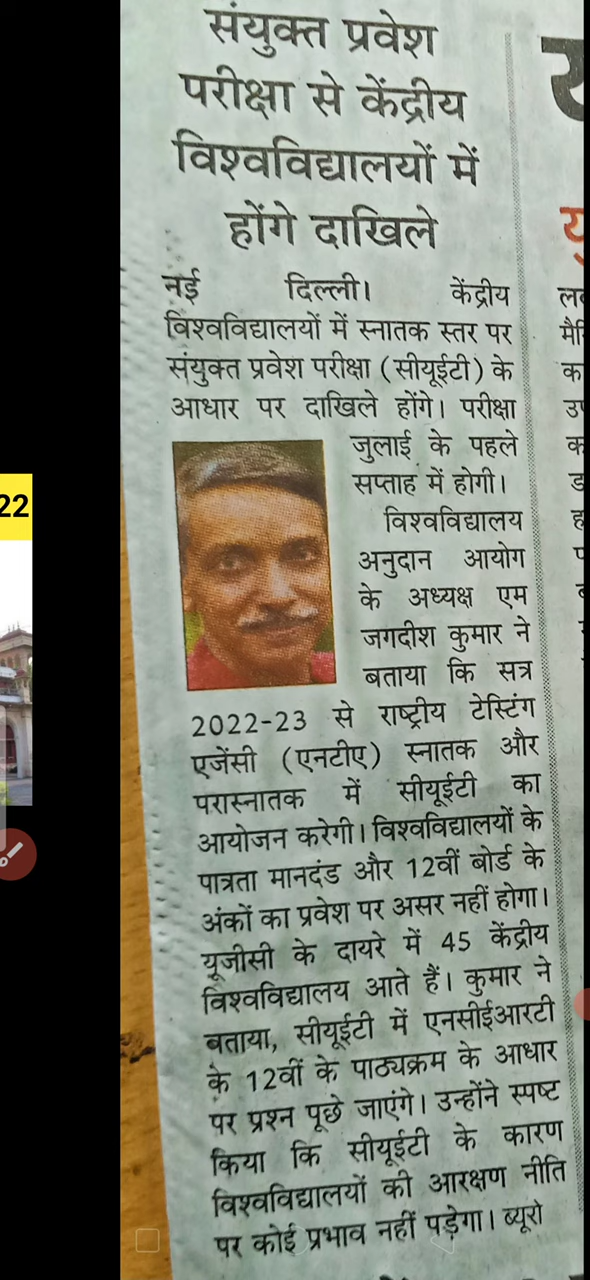 संयुक्त प्रवेश
परीक्षा से केंद्रीय
विश्वविद्यालयों में
होंगे दाखिले
नई दिल्ली। केंद्रीय
विश्वविद्यालयों में स्नातक स्तर पर
संयुक्त प्रवेश परीक्षा (सीयूईटी) के
आधार पर दाखिले होंगे। परीक्षा
जुलाई के पहले
सप्ताह में होगी।
विश्वविद्यालय
अनुदान आयोग
के अध्यक्ष एम
जगदीश कुमार ने
बताया कि सत्र
2022-23 से राष्ट्रीय टेस्टिंग
एजेंसी (एनटीए) स्नातक और
परास्नातक में सीयूईटी का
आयोजन करेगी। विश्वविद्यालयों के
पात्रता मानदंड और 12वीं बोर्ड के
अंकों का प्रवेश पर असर नहीं होगा।
यूजीसी के दायरे में 45 केंद्रीय
विश्वविद्यालय आते हैं। कुमार ने
बताया, सीयूईटी में एनसीईआरटी
के 12वीं के पाठ्यक्रम के आधार
पर प्रश्न पूछे जाएंगे। उन्होंने स्पष्ट
किया कि सीयूईटी के कारण
विश्वविद्यालयों की आरक्षण नीति
पर कोई प्रभाव नहीं पड़ेगा। ब्यूरो
22